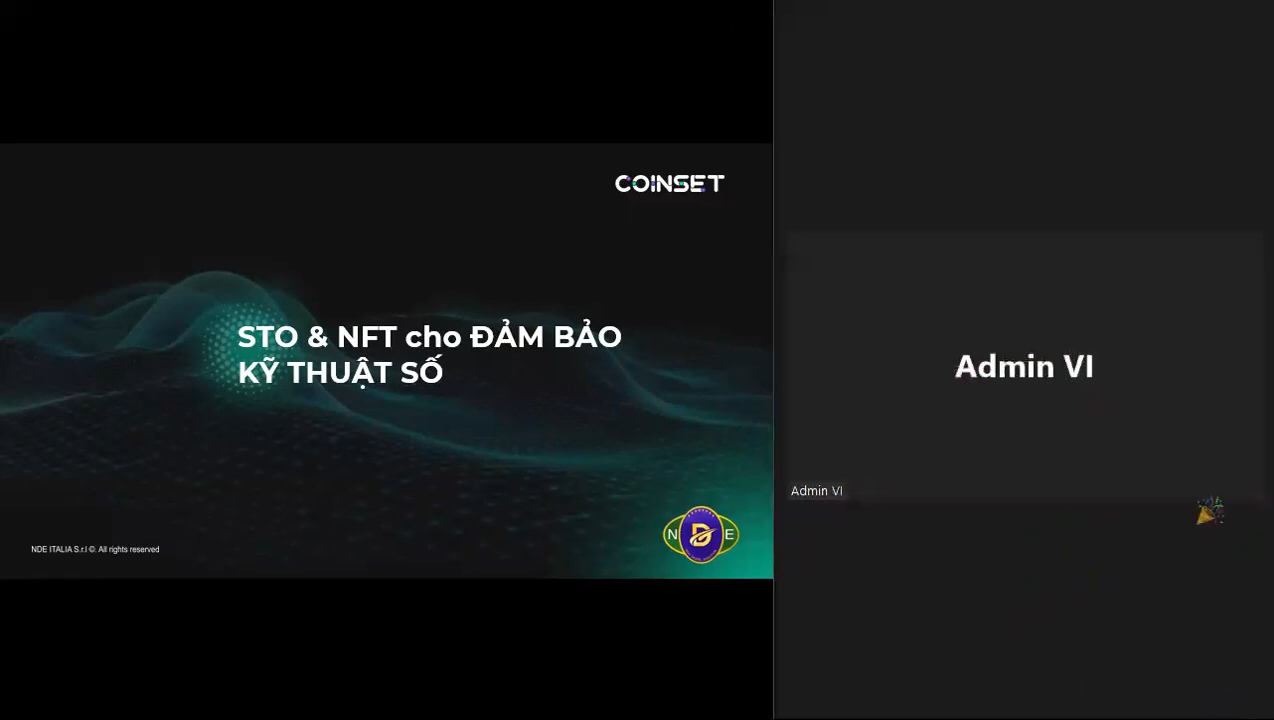 COINSET
STO & NFT cho ĐẢM BẢO
KỸ THUẬT SỐ
NDE ITALIA S.r.l ©. All rights reserved
N D E
Admin VI
Admin VI